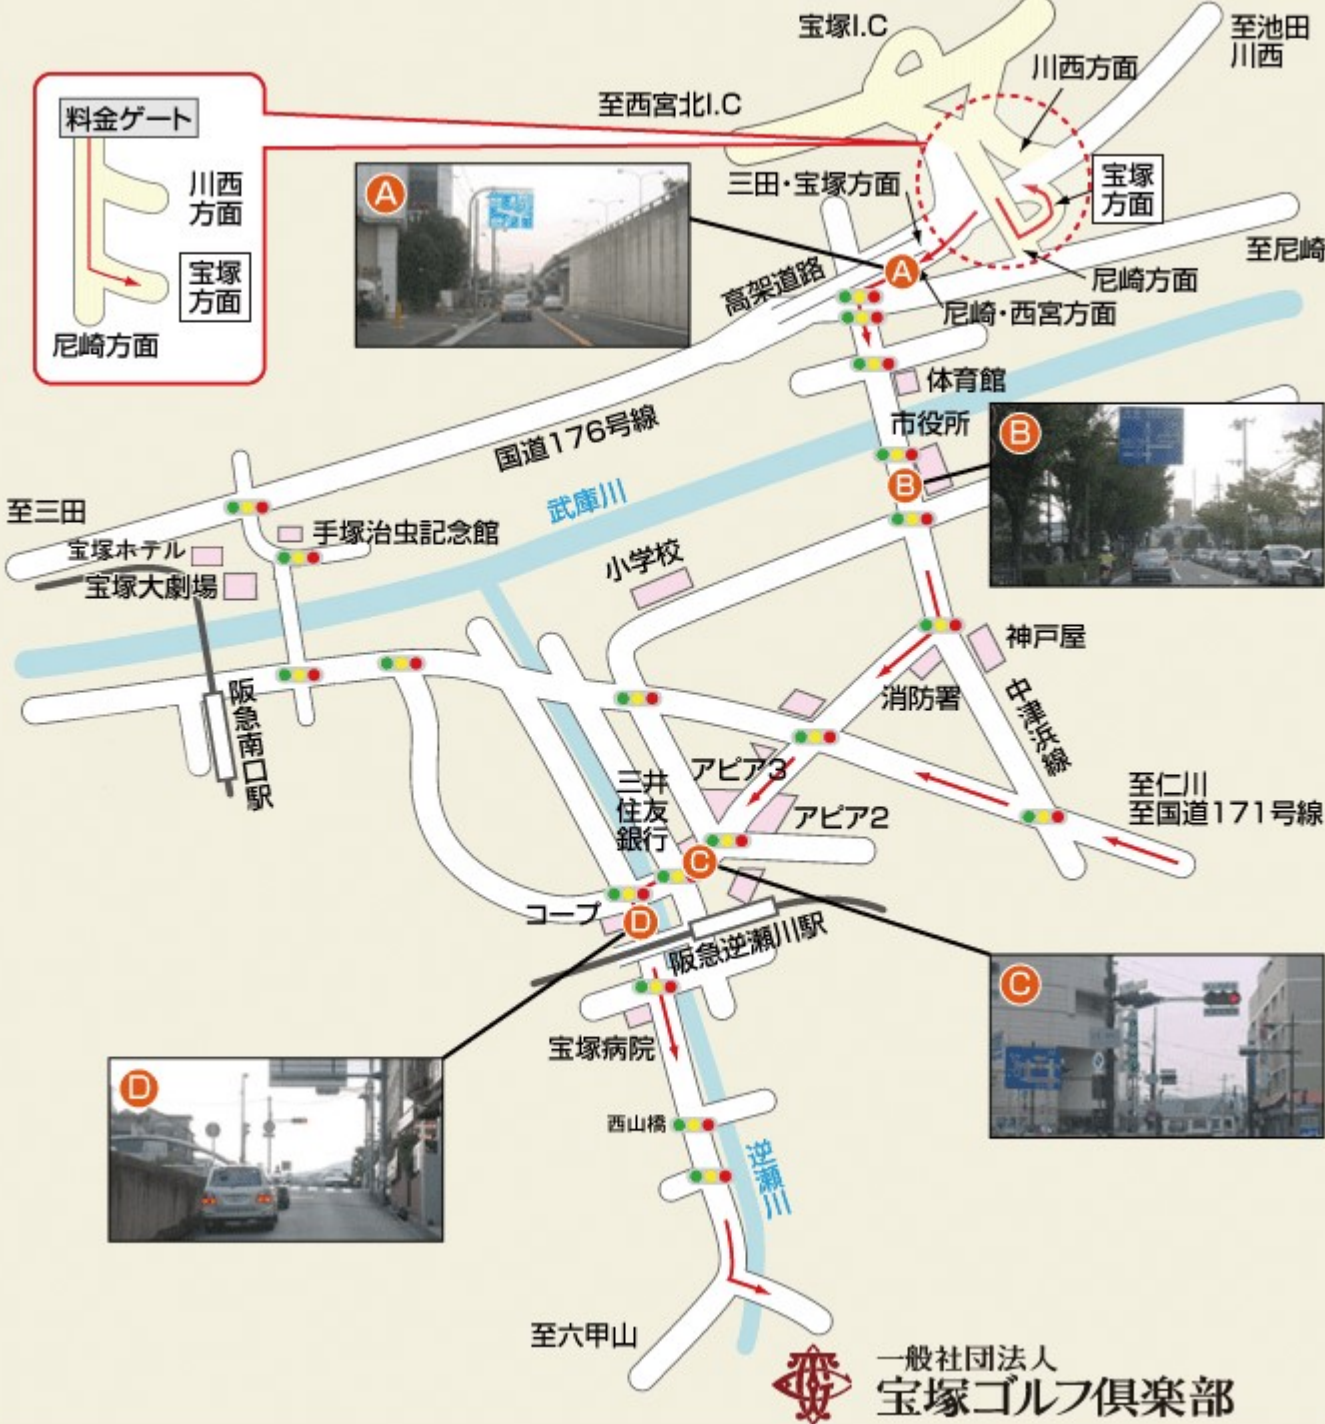 宝塚I.C
至池田
川西
川西方面
至西宮北I.C
料金ゲート
川西
方面
宝塚
方面
尼崎方面
A
三田・宝塚方面
宝塚
方面
至尼崎
A
高架道路
尼崎方面
尼崎・西宮方面
体育館
市役所
B
B
国道176号線
武庫川
至三田
手塚治虫記念館
宝塚ホテル
宝塚大劇場
小学校
神戸屋
消防署
中津浜線
阪急南口駅
アピア3
三井
住友
銀行
アピア2
至仁川
至国道171号線
C
コープ
D
阪急逆瀬川駅
C
宝塚病院
D
西山橋
逆瀬川
至六甲山
一般社団法人
宝塚ゴルフ倶楽部